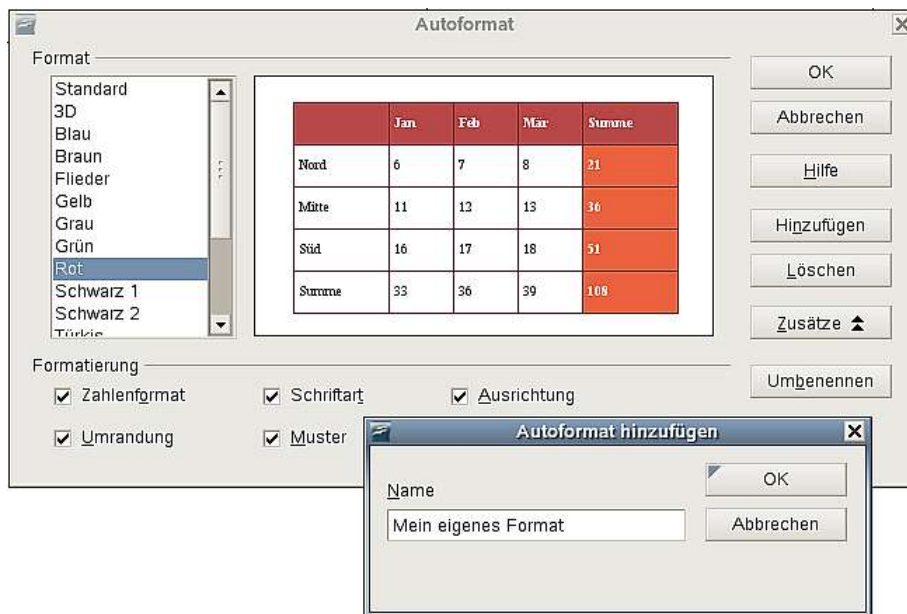 Autoformat
Format
Standard
3D
Blau
Braun
Flieder
Gelb
Grau
Grün
Rot
Schwarz 1
Schwarz 2
Türkis
Jan Feb Mär Summe
Nord 6 7 8 21
Mitte 11 12 13 36
Süd 16 17 18 51
Summe 33 36 39 108
OK
Abbrechen
Hilfe
Hinzufügen
Löschen
Zusätze
Umbenennen
Formatierung
Zahlenformat Schriftart Ausrichtung
Umrandung Muster
Autoformat hinzufügen
Name
Mein eigenes Format
OK
Abbrechen